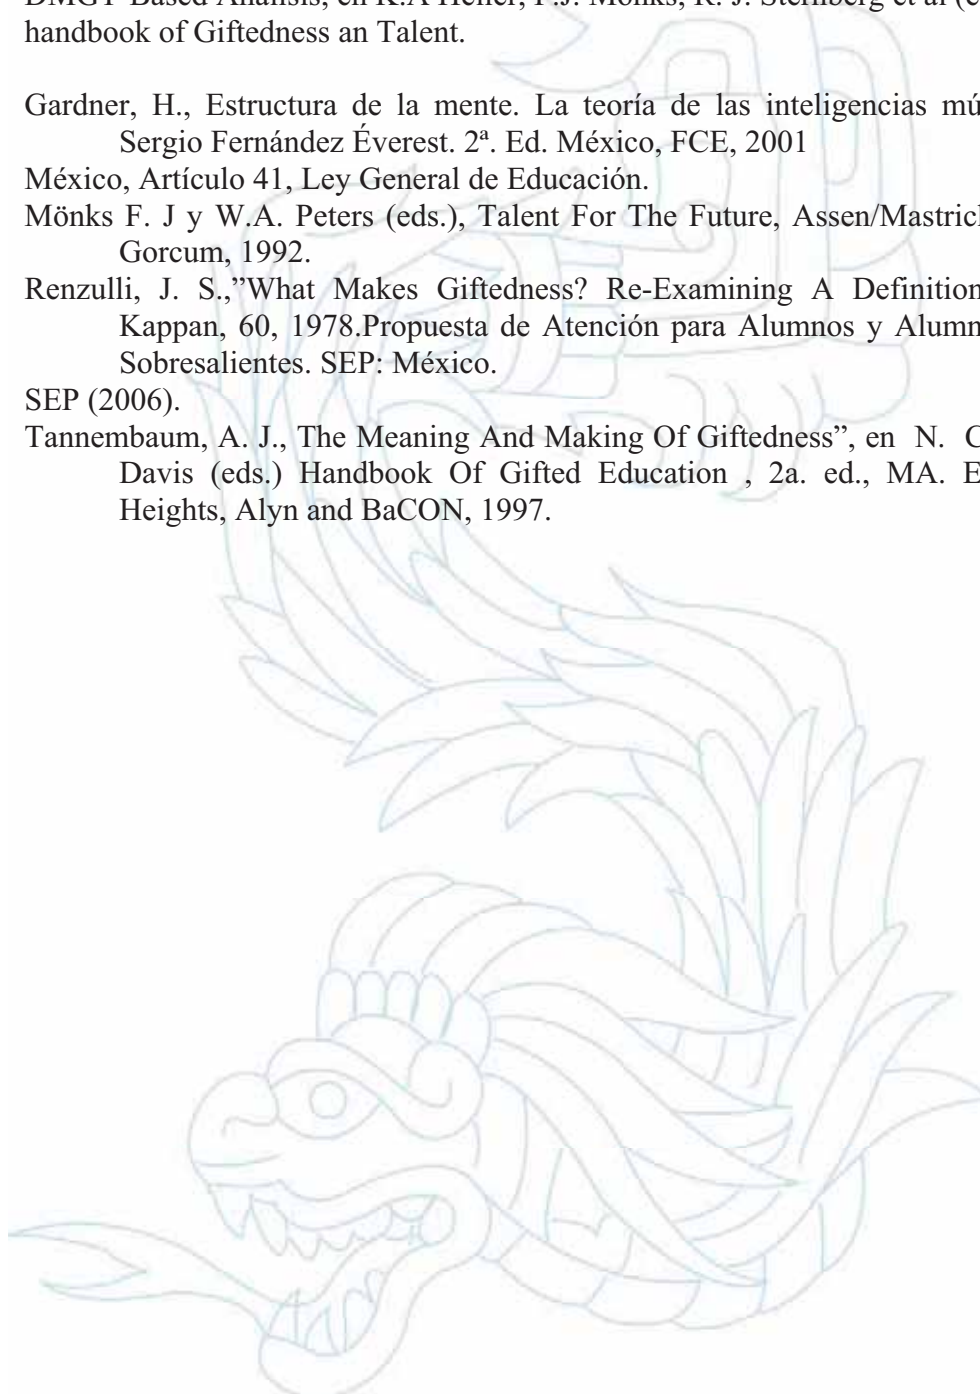 DMGT-Based Analisis, en K.A Heller, F.J. Mönks, R. J. Sternberg et al
handbook of Giftedness an Talent.
Gardner, H., Estructura de la mente. La teoría de las inteligencias
Sergio Fernández Éverest. 2ª. Ed. México, FCE, 2001
México, Artículo 41, Ley General de Educación.
Mönks F. J y W.A. Peters (eds.), Talent For The Future,
Gorcum, 1992.
Renzulli, J. S.,”What Makes Giftedness? Re-Examining A Definition
Kappan, 60, 1978.Propuesta de Atención para Alumnos y
Sobresalientes. SEP: México.
SEP (2006).
Tannembaum, A. J., The Meaning And Making Of Giftedness”, en N.
Davis (eds.) Handbook Of Gifted Education , 2a. ed., MA.
Heights, Alyn and BaCON, 1997.